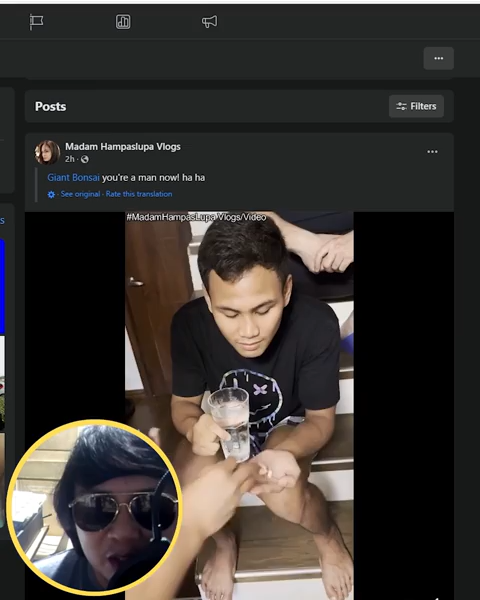 Posts
Filters
Madam Hampaslupa Vlogs
2h ·
Giant Bonsai you're a man now! ha ha
· See original · Rate this translation
#MadamHampasLupa Vlogs/Video